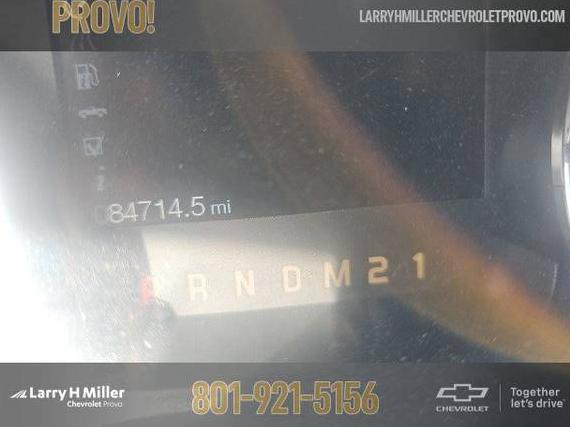 PROVO!
LARRYHMILLERCHEVROLETPROVO.COM
084714.5 mi
P R N D M 2 1
Larry H Miller
Chevrolet Provo
801-921-5156
CHEVROLET
Together
let's drive